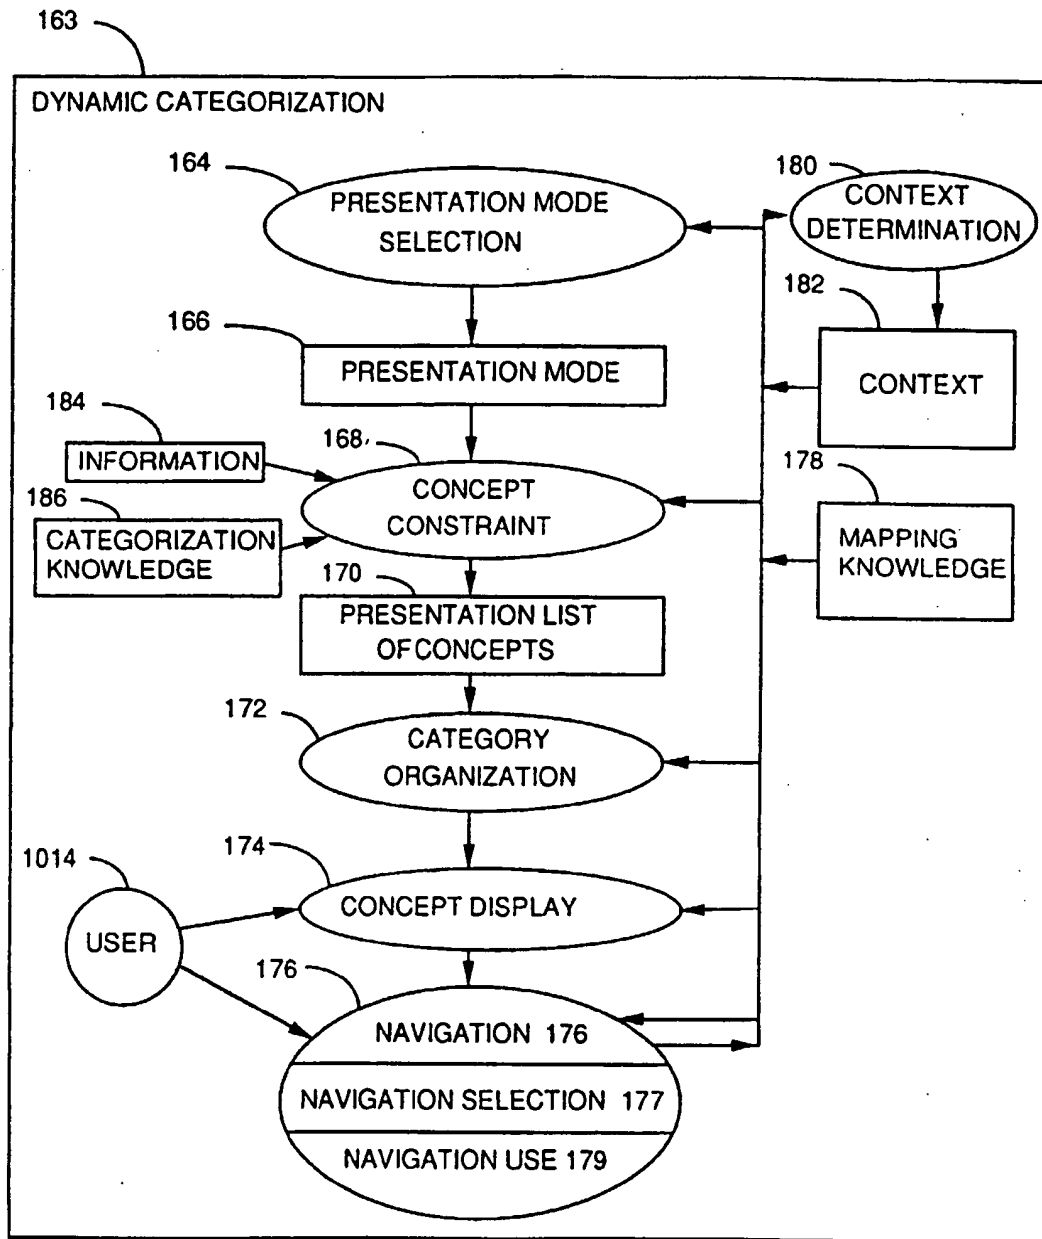 163
DYNAMIC CATEGORIZATION
164
PRESENTATION MODE
SELECTION
180
CONTEXT
DETERMINATION
166
PRESENTATION MODE
182
CONTEXT
184
INFORMATION
168
CONCEPT
CONSTRAINT
178
MAPPING
KNOWLEDGE
186
CATEGORIZATION
KNOWLEDGE
170
PRESENTATION LIST
OF CONCEPTS
172
CATEGORY
ORGANIZATION
174
CONCEPT DISPLAY
1014
USER
176
NAVIGATION 176
NAVIGATION SELECTION 177
NAVIGATION USE 179